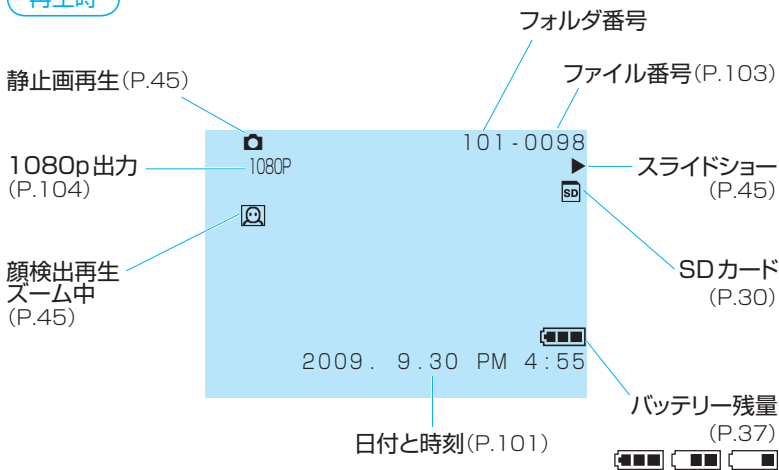 再生時
フォルダ番号
静止画再生(P.45)
ファイル番号(P.103)
101-0098
1080p出力
(P.104)
1080P
スライドショー
(P.45)
SD
顔検出再生
ズーム中
(P.45)
SDカード
(P.30)
2009. 9.30 PM 4:55
バッテリー残量
(P.37)
日付と時刻(P.101)